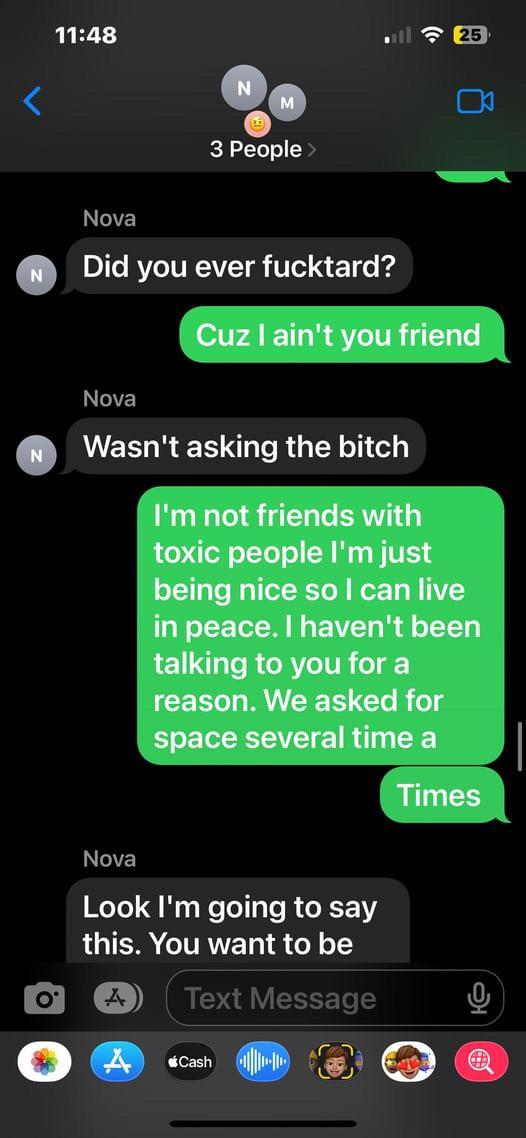 11:48
25
N
M
3 People
Nova
N
Did you ever fucktard?
Cuz I ain't you friend
Nova
N
Wasn't asking the bitch
I'm not friends with
toxic people I'm just
being nice so I can live
in peace. I haven't been
talking to you for a
reason. We asked for
space several time a
Times
Nova
Look I'm going to say
this. You want to be
Text Message
Cash